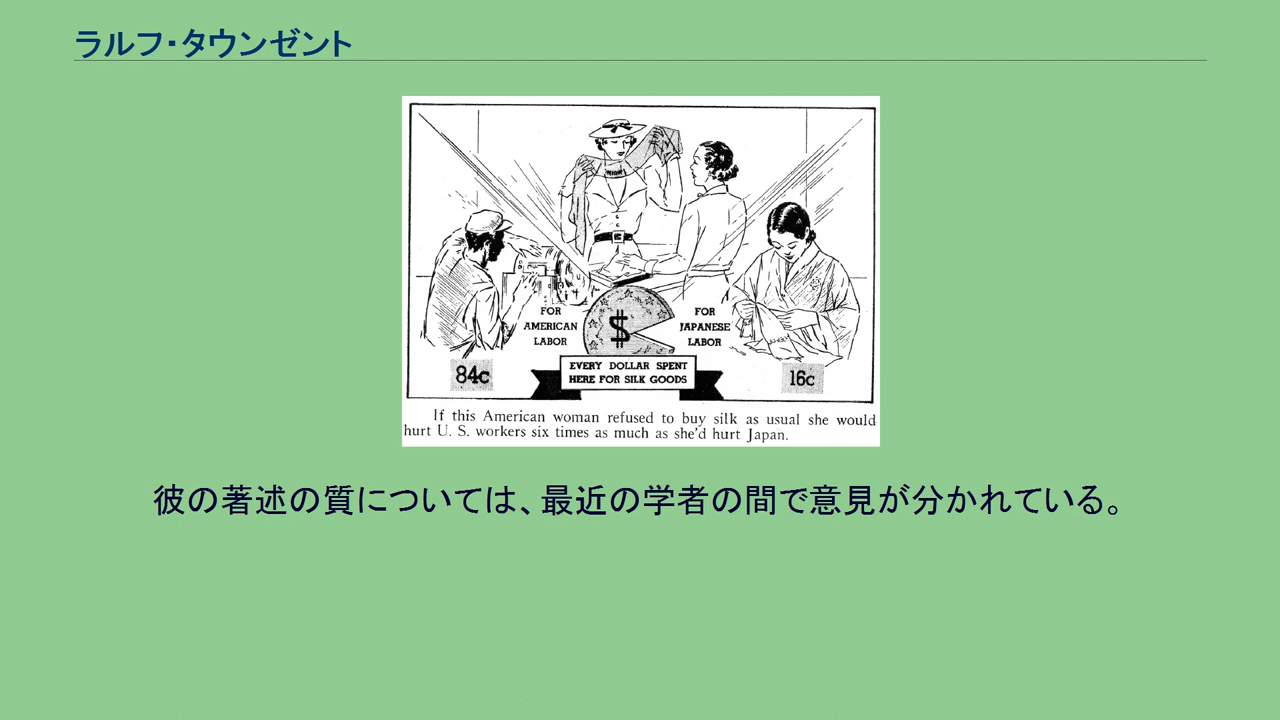 ラルフ・タウンゼント
FOR
AMERICAN
LABOR
84c
$
EVERY DOLLAR SPENT
HERE FOR SILK GOODS
FOR
JAPANESE
LABOR
16c
If this American woman refused to buy silk as usual she would
hurt U. S. workers six times as much as she'd hurt Japan.
彼の著述の質については、最近の学者の間で意見が分かれている。